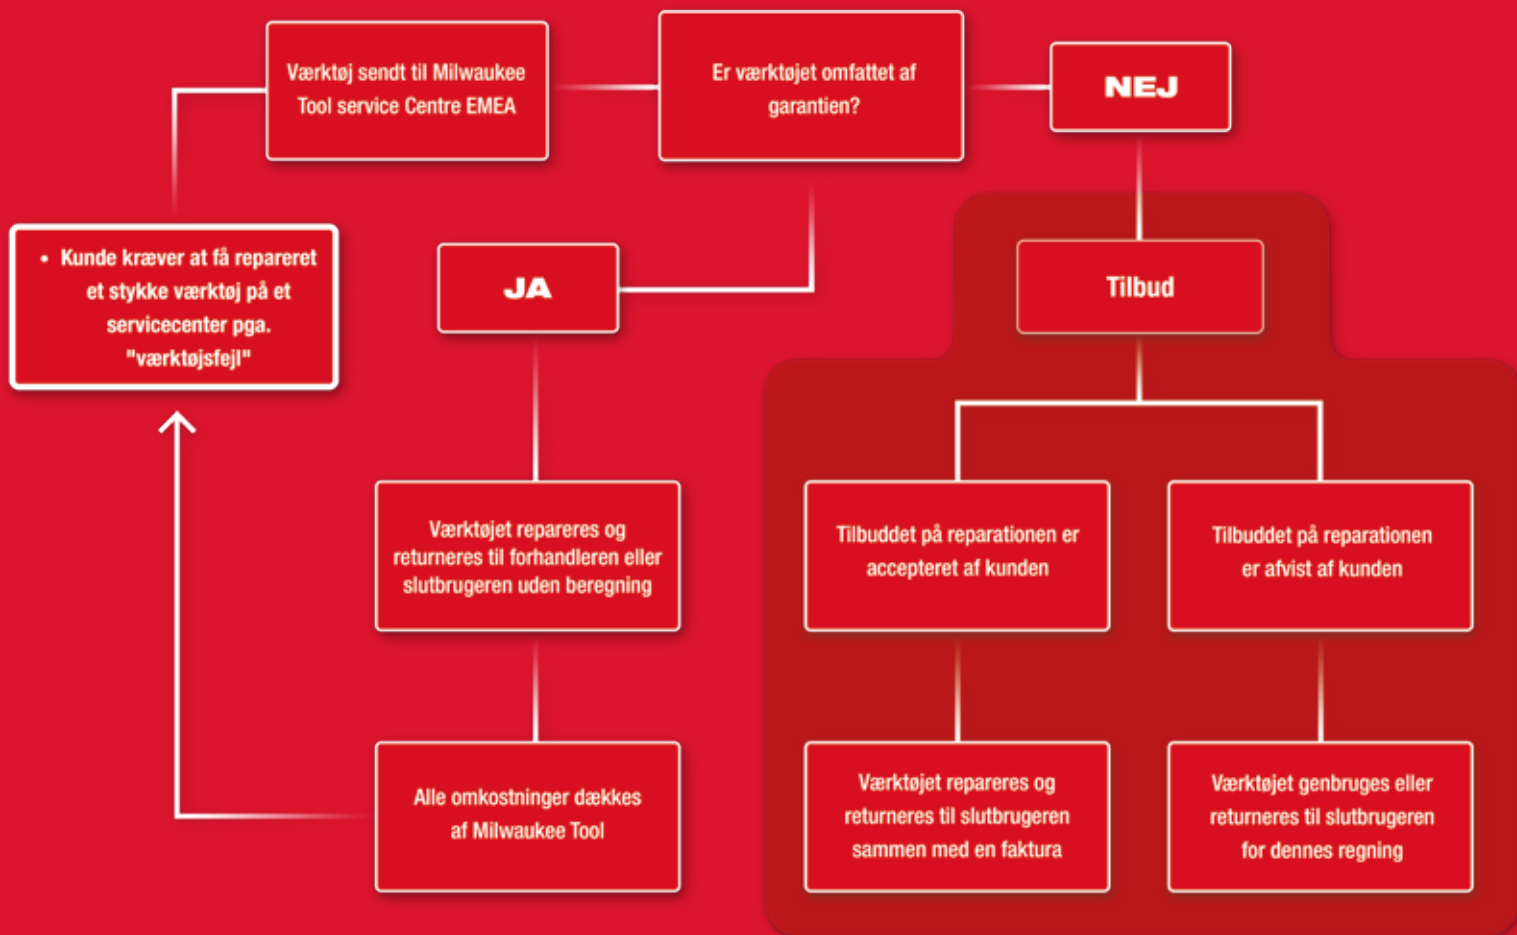 Værktøj sendt til Milwaukee
Tool service Centre EMEA
Er værktøjet omfattet af
garantien?
NEJ
• Kunde kræver at få repareret
et stykke værktøj på et
servicecenter pga.
"værktøjsfejl"
JA
Tilbud
Værktøjet repareres og
returneres til forhandleren eller
slutbrugeren uden beregning
Tilbuddet på reparationen er
accepteret af kunden
Tilbuddet på reparationen
er afvist af kunden
Alle omkostninger dækkes
af Milwaukee Tool
Værktøjet repareres og
returneres til slutbrugeren
sammen med en faktura
Værktøjet genbruges eller
returneres til slutbrugeren
for dennes regning